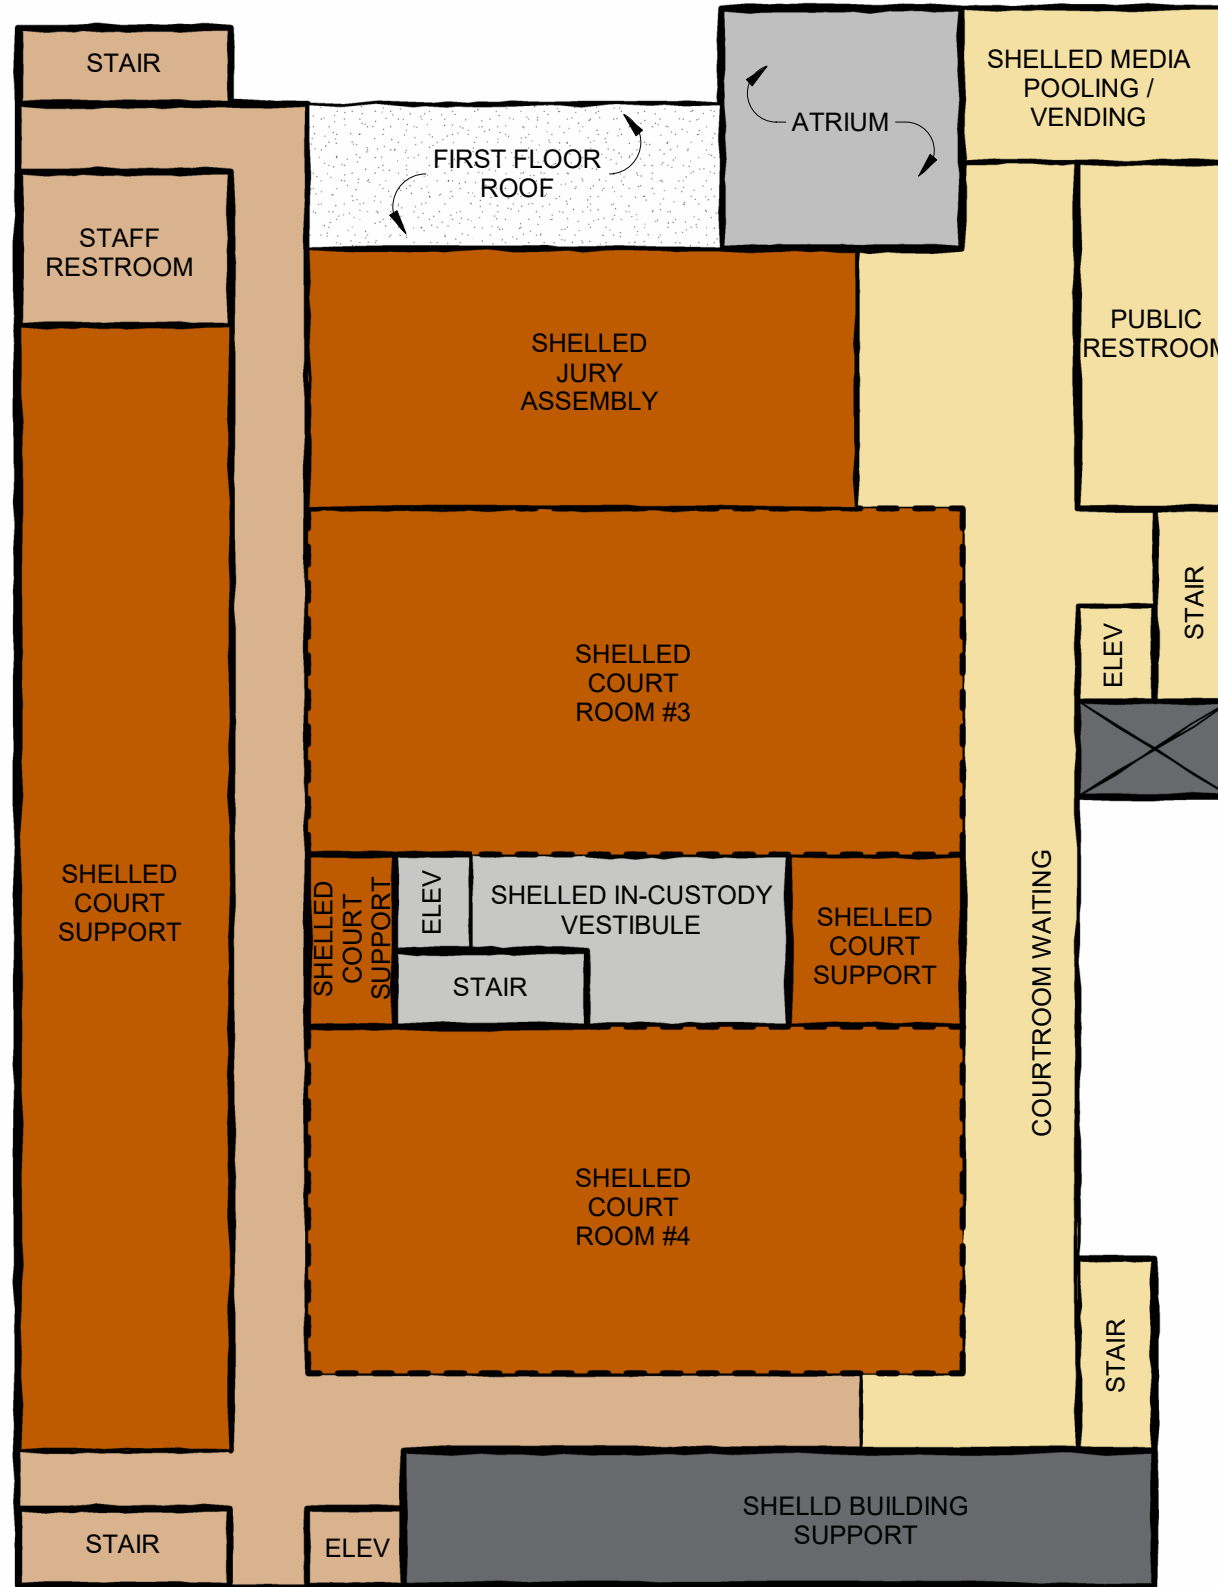 STAIR
SHELLED MEDIA
POOLING /
VENDING
ATRIUM
FIRST FLOOR
ROOF
STAFF
RESTROOM
PUBLIC
RESTROOM
SHELLED
JURY
ASSEMBLY
STAIR
ELEV
SHELLED
COURT
ROOM #3
SHELLED
COURT
SUPPORT
SHELLED
COURT
SUPPORT
ELEV
SHELLED IN-CUSTODY
VESTIBULE
STAIR
SHELLED
COURT
SUPPORT
COURTROOM WAITING
SHELLED
COURT
ROOM #4
STAIR
SHELLD BUILDING
SUPPORT
STAIR
ELEV